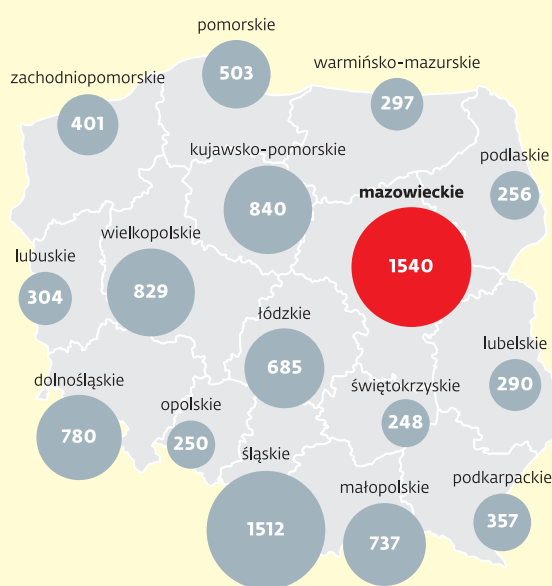 pomorskie
503
warmińsko-mazurskie
297
zachodniopomorskie
401
kujawsko-pomorskie
840
podlaskie
256
mazowieckie
1540
wielkopolskie
829
lubuskie
304
łódzkie
685
lubelskie
290
dolnośląskie
780
opolskie
250
świętokrzyskie
248
śląskie
1512
małopolskie
737
podkarpackie
357